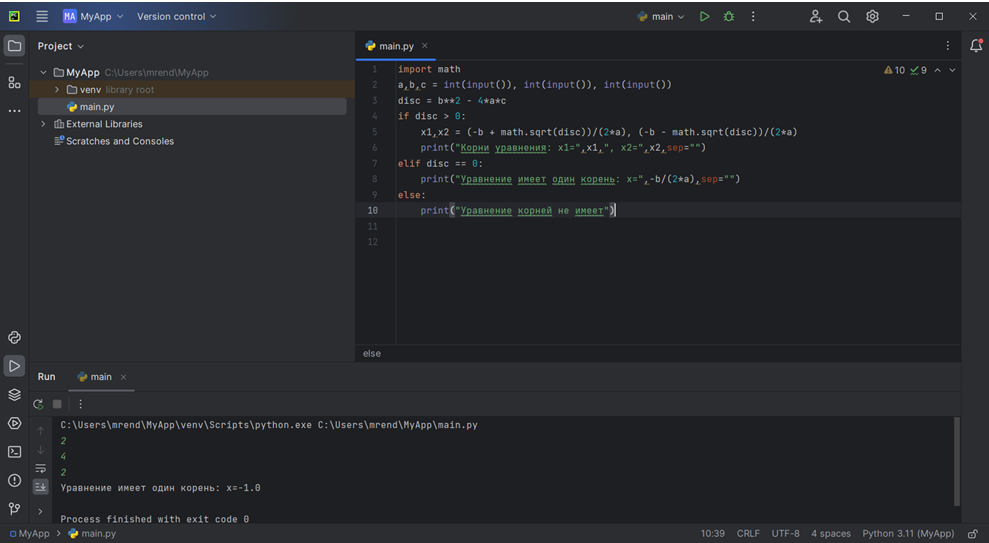 MA MyApp Version control main
Project
main.py
MyApp C:\Users\mrend\MyApp
venv library root
main.py
External Libraries
Scratches and Consoles
10 9
1 import math
2 a,b,c = int(input()), int(input()), int(input())
3 disc = b**2 - 4*a*c
4 if disc > 0:
5 x1,x2 = (-b + math.sqrt(disc))/(2*a), (-b - math.sqrt(disc))/(2*a)
6 print("Корни уравнения: x1=",x1,", x2=",x2,sep="")
7 elif disc == 0:
8 print("Уравнение имеет один корень: x=",-b/(2*a),sep="")
9 else:
10 print("Уравнение корней не имеет")
11
12
else
Run main
C:\Users\mrend\MyApp\venv\Scripts\python.exe C:\Users\mrend\MyApp\main.py
2
4
2
Уравнение имеет один корень: x=-1.0
Process finished with exit code 0
MyApp > main.py 10:39 CRLF UTF-8 4 spaces Python 3.11 (MyApp)